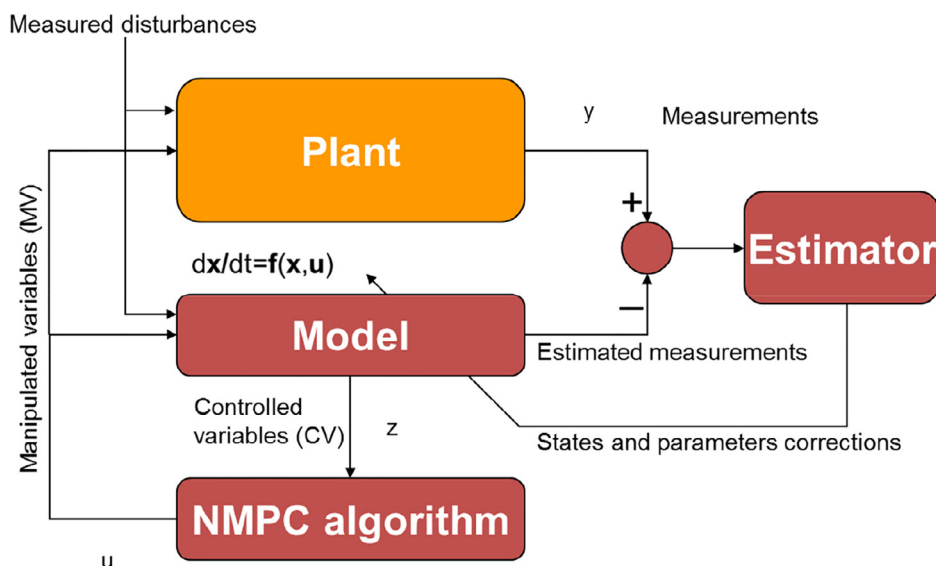 Measured disturbances
Plant
y
Measurements
+
Manipulated variables (MV)
dx/dt=f(x,u)
Estimator
−
Model
Estimated measurements
Controlled
variables (CV)
z
States and parameters corrections
NMPC algorithm
u